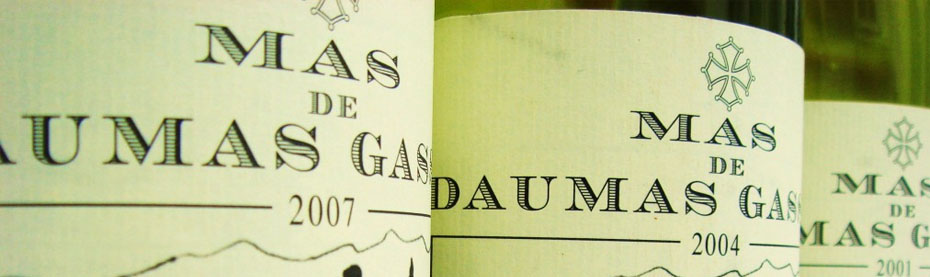 MAS
DE
AUMAS GAS
2007
MAS
DE
DAUMAS GAS
2004
MAS
DE
MAS G
2001